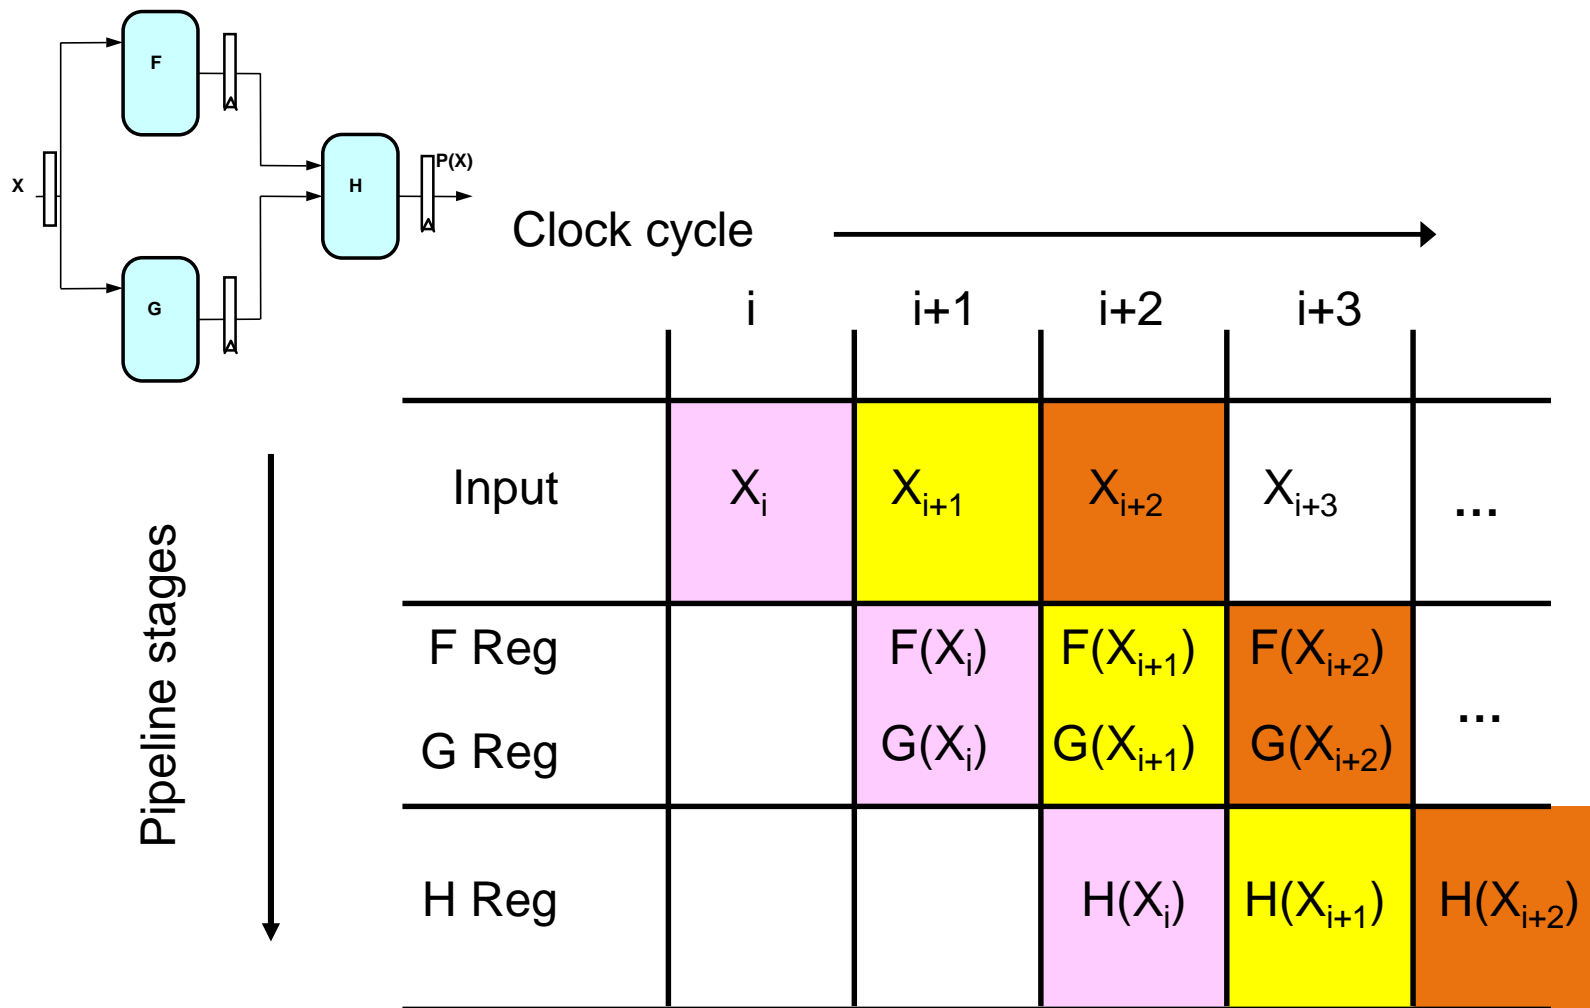 F
X
G
H
P(X)
Clock cycle
i i+1 i+2 i+3
Pipeline stages
Input Xᵢ Xᵢ₊₁ Xᵢ₊₂ Xᵢ₊₃ ...
F Reg F(Xᵢ) F(Xᵢ₊₁) F(Xᵢ₊₂)
...
G Reg G(Xᵢ) G(Xᵢ₊₁) G(Xᵢ₊₂)
H Reg H(Xᵢ) H(Xᵢ₊₁) H(Xᵢ₊₂)